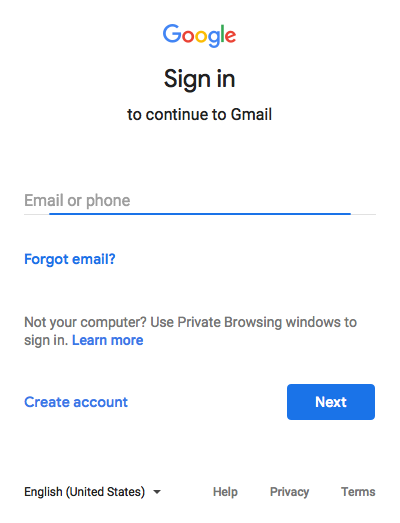 Google
Sign in
to continue to Gmail
Email or phone
Forgot email?
Not your computer? Use Private Browsing windows to
sign in. Learn more
Create account
Next
English (United States)
Help
Privacy
Terms